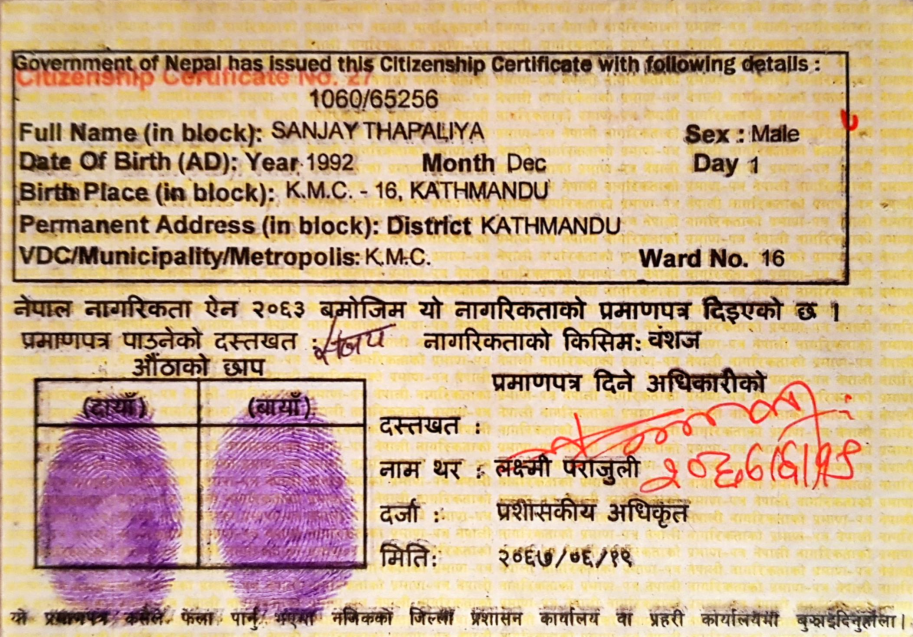 Government of Nepal has issued this Citizenship Certificate with following details :
Citizenship Certificate No. 27
1060/65256
Full Name (in block): SANJAY THAPALIYA Sex : Male
Date Of Birth (AD): Year 1992 Month Dec Day 1
Birth Place (in block): K.M.C. - 16, KATHMANDU
Permanent Address (in block): District KATHMANDU
VDC/Municipality/Metropolis: K.M.C. Ward No. 16
नेपाल नागरिकता ऐन २०६३ बमोजिम यो नागरिकताको प्रमाणपत्र दिइएको छ ।
प्रमाणपत्र पाउनेको दस्तखत : नागरिकताको किसिम: वंशज
औंठाको छाप
प्रमाणपत्र दिने अधिकारीको
(दायाँ) (बायाँ)
दस्तखत :
नाम थर : लक्ष्मी पराजुली
दर्जा : प्रशासकीय अधिकृत
मिति: २०६७/०६/१९
यो प्रमाणपत्र कसैले फेला पार्नु भएमा नजिकको जिल्ला प्रशासन कार्यालय वा प्रहरी कार्यालयमा बुझाईदिनुहोला।